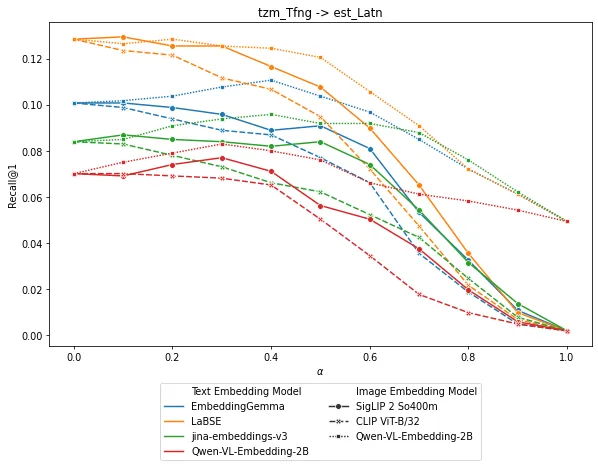 tzm_Tfng -> est_Latn
Recall@1
0.12
0.10
0.08
0.06
0.04
0.02
0.00
0.0 0.2 0.4 0.6 0.8 1.0
α
Text Embedding Model Image Embedding Model
EmbeddingGemma SigLIP 2 So400m
LaBSE CLIP ViT-B/32
jina-embeddings-v3 Qwen-VL-Embedding-2B
Qwen-VL-Embedding-2B